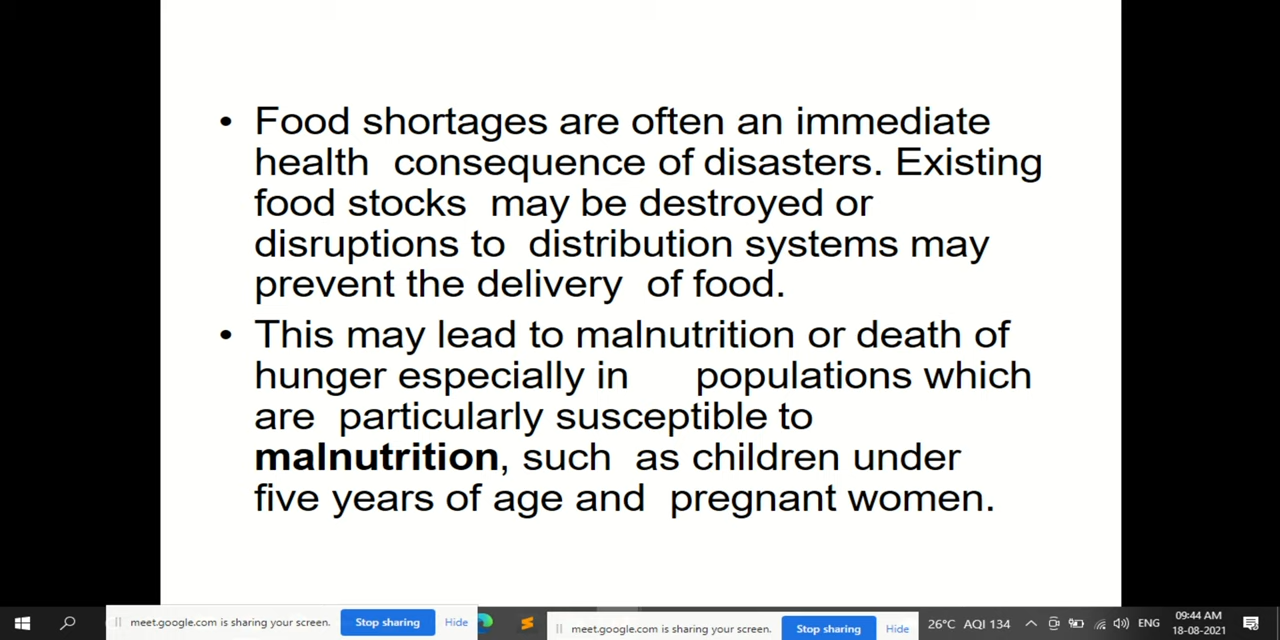 • Food shortages are often an immediate
health consequence of disasters. Existing
food stocks may be destroyed or
disruptions to distribution systems may
prevent the delivery of food.
• This may lead to malnutrition or death of
hunger especially in populations which
are particularly susceptible to
malnutrition, such as children under
five years of age and pregnant women.
meet.google.com is sharing your screen. Stop sharing Hide
meet.google.com is sharing your screen. Stop sharing Hide
26°C AQI 134 ENG
09:44 AM
18-08-2021